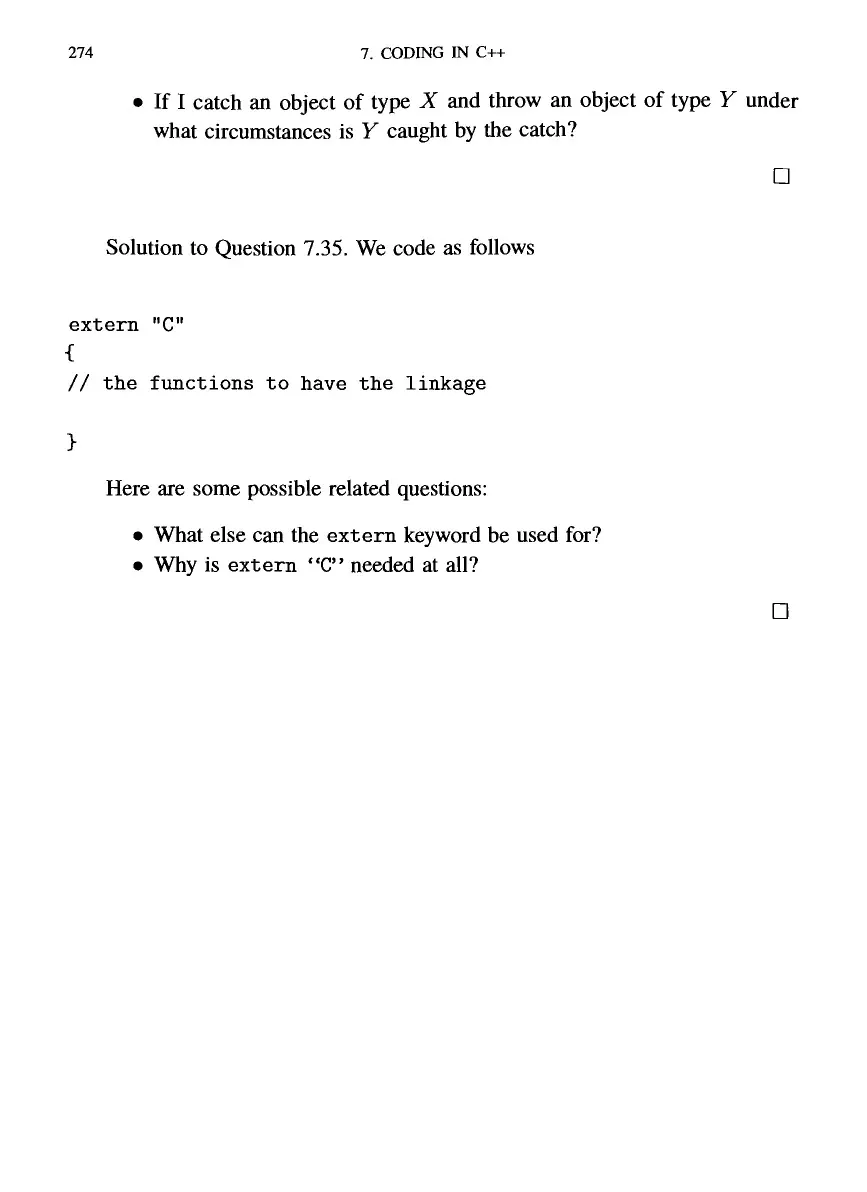 274 7. CODING IN C++
• If I catch an object of type X and throw an object of type Y under
what circumstances is Y caught by the catch?
□
Solution to Question 7.35. We code as follows
extern "C"
{
// the functions to have the linkage
}
Here are some possible related questions:
• What else can the extern keyword be used for?
• Why is extern ‘‘C’’ needed at all?
□